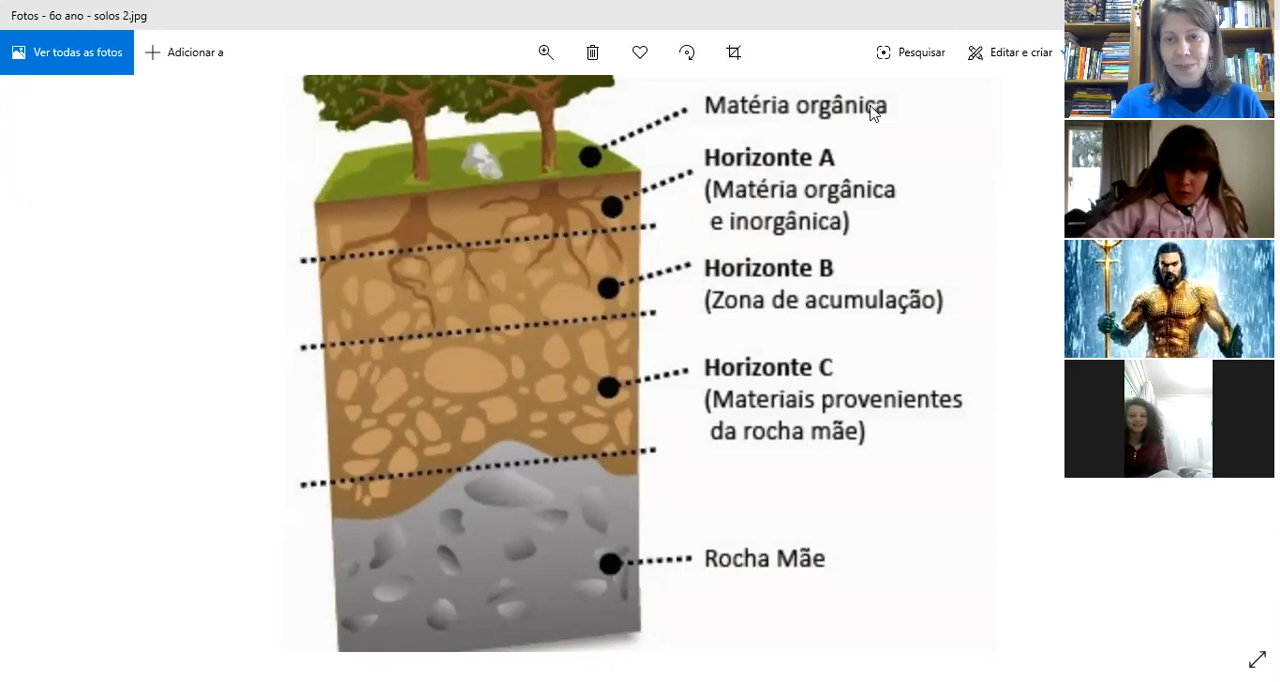 Fotos - 6o ano - solos 2.jpg
Ver todas as fotos
Adicionar a
Pesquisar
Editar e criar
Matéria orgânica
Horizonte A
(Matéria orgânica
e inorgânica)
Horizonte B
(Zona de acumulação)
Horizonte C
(Materiais provenientes
da rocha mãe)
Rocha Mãe